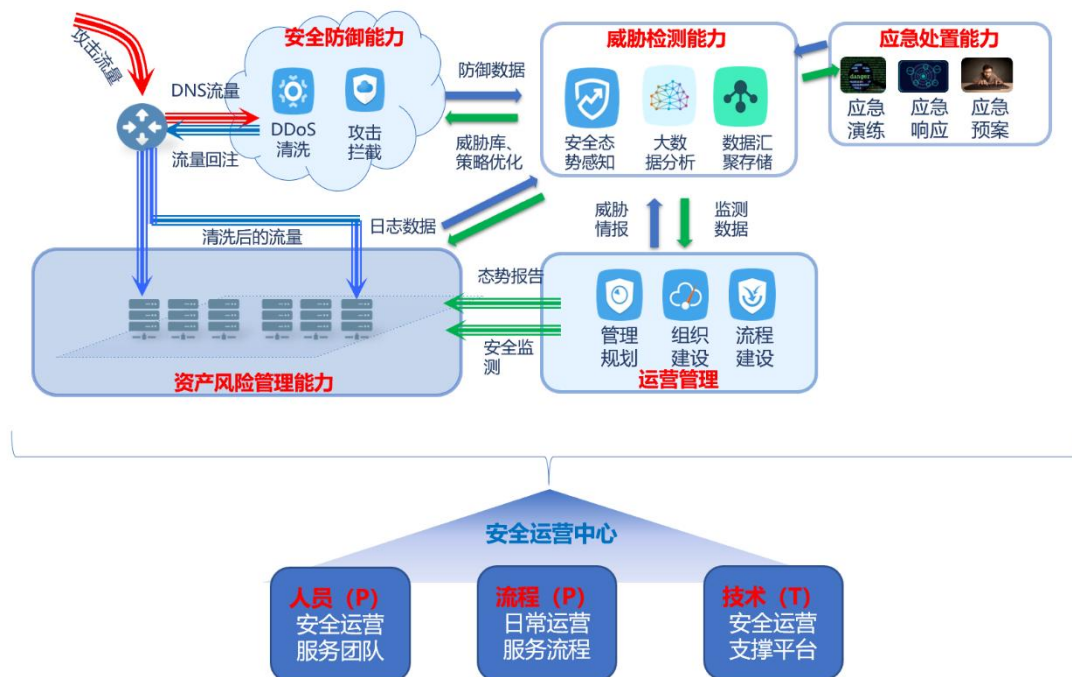 攻击流量
安全防御能力
DNS流量
流量回注
DDoS
清洗
攻击
拦截
防御数据
威胁库、
策略优化
威胁检测能力
安全态
势感知
大数
据分析
数据汇
聚存储
应急处置能力
danger
应急
演练
应急
响应
应急
预案
清洗后的流量
日志数据
威胁
情报
监测
数据
态势报告
安全监
测
资产风险管理能力
管理
规划
组织
建设
流程
建设
运营管理
安全运营中心
人员（P）
安全运营
服务团队
流程（P）
日常运营
服务流程
技术（T）
安全运营
支撑平台